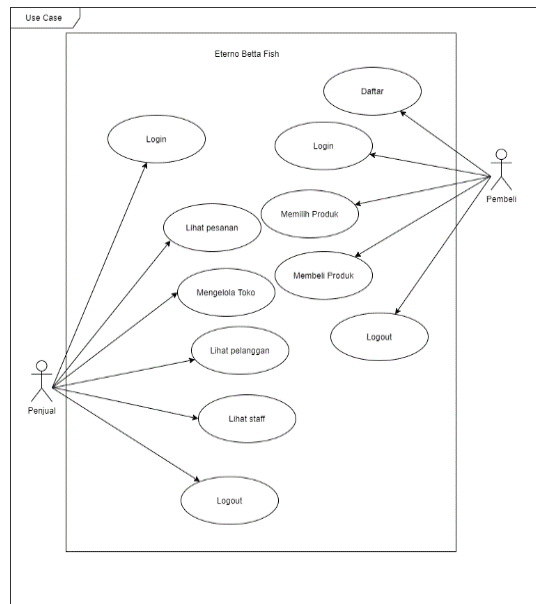 Use Case
Eterno Betta Fish
Daftar
Login
Login
Pembeli
Memilih Produk
Lihat pesanan
Membeli Produk
Mengelola Toko
Logout
Lihat pelanggan
Penjual
Lihat staff
Logout